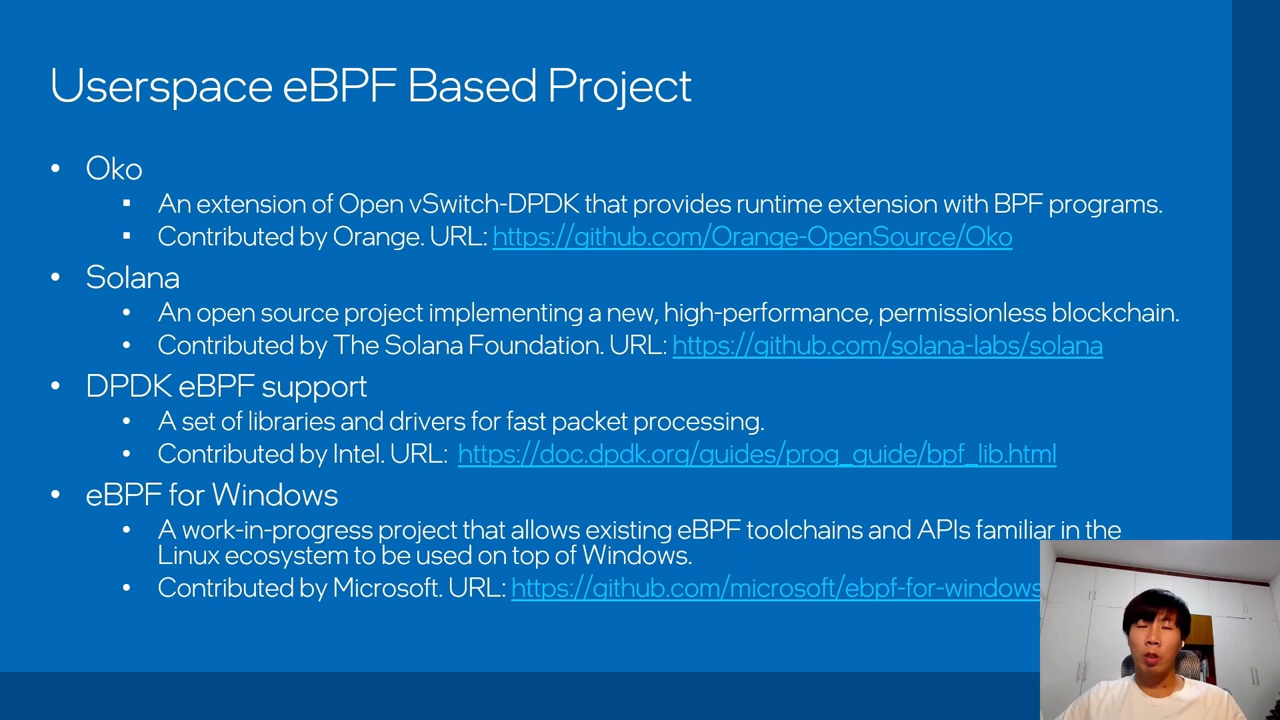 Userspace eBPF Based Project
• Oko
▪ An extension of Open vSwitch-DPDK that provides runtime extension with BPF programs.
▪ Contributed by Orange. URL: https://github.com/Orange-OpenSource/Oko
• Solana
• An open source project implementing a new, high-performance, permissionless blockchain.
• Contributed by The Solana Foundation. URL: https://github.com/solana-labs/solana
• DPDK eBPF support
• A set of libraries and drivers for fast packet processing.
• Contributed by Intel. URL: https://doc.dpdk.org/guides/prog_guide/bpf_lib.html
• eBPF for Windows
• A work-in-progress project that allows existing eBPF toolchains and APIs familiar in the
Linux ecosystem to be used on top of Windows.
• Contributed by Microsoft. URL: https://github.com/microsoft/ebpf-for-windows